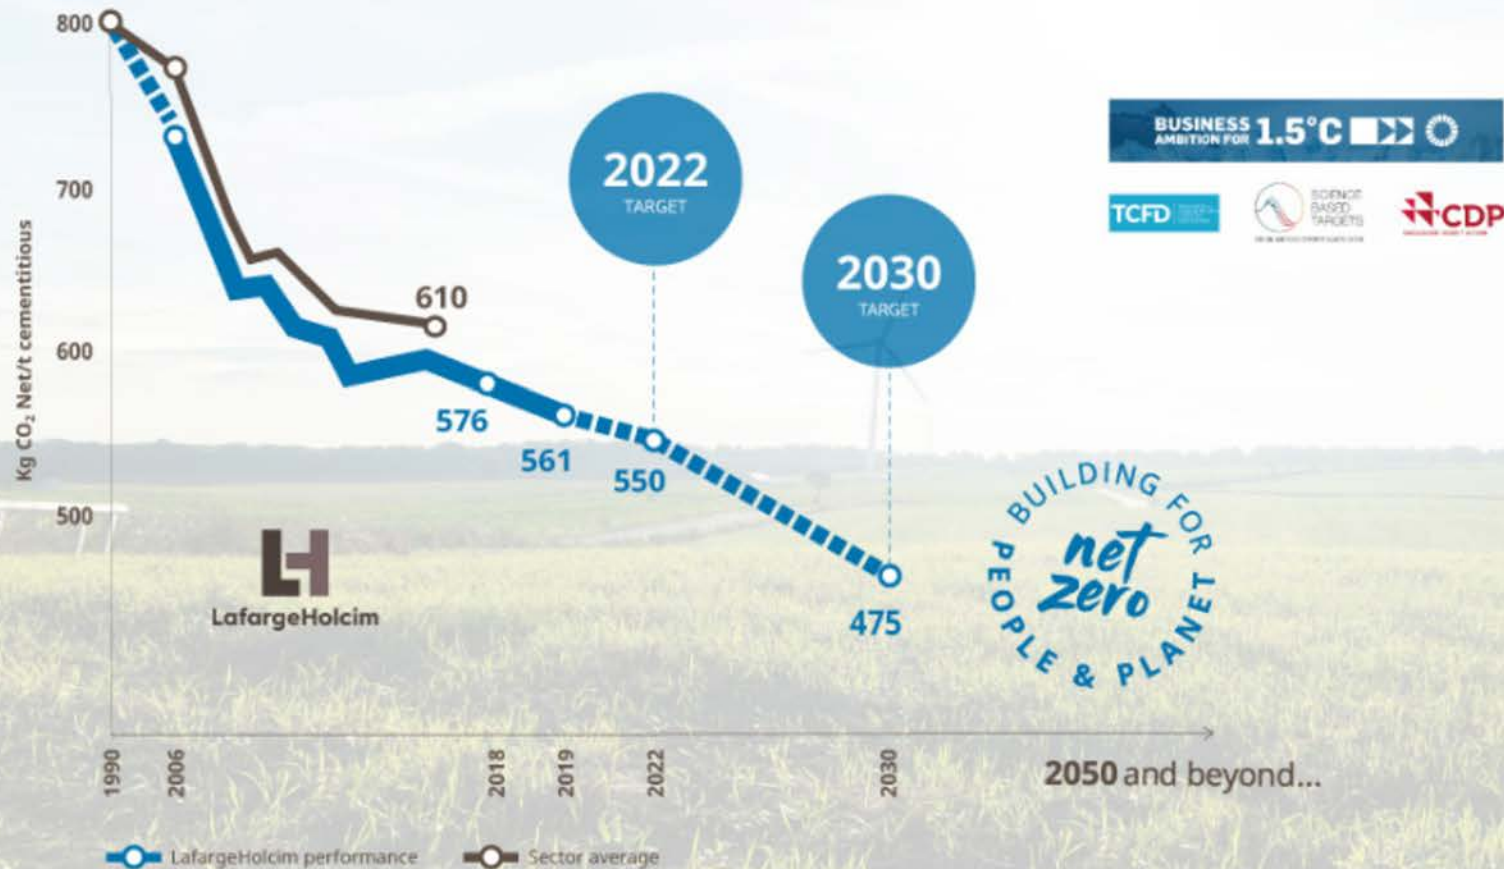 800
700
600
500
Kg CO₂ Net/t cementitious
610
576
561
550
475
2022
TARGET
2030
TARGET
BUSINESS
AMBITION FOR
1.5°C
TCFD
SCIENCE
BASED
TARGETS
CDP
LafargeHolcim
BUILDING FOR
PEOPLE & PLANET
net
zero
1990
2006
2018
2019
2022
2030
2050 and beyond...
LafargeHolcim performance
Sector average